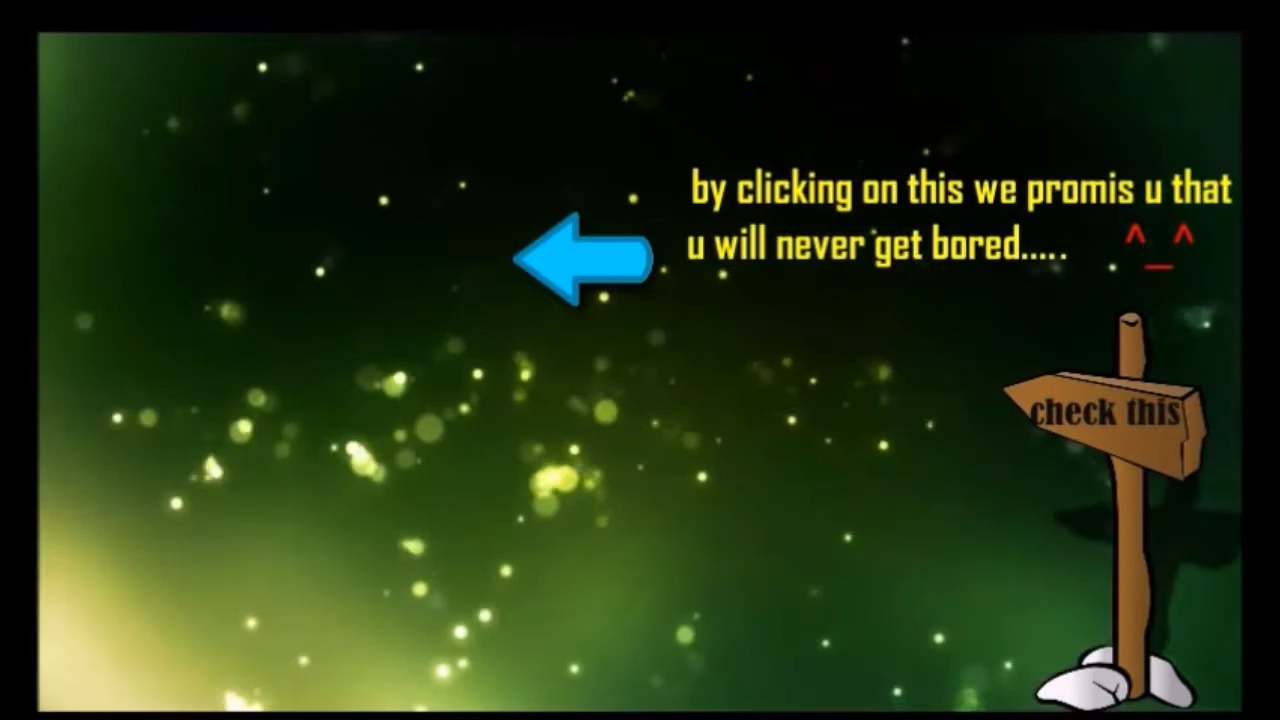 by clicking on this we promis u that
u will never get bored..... ^_^
check this